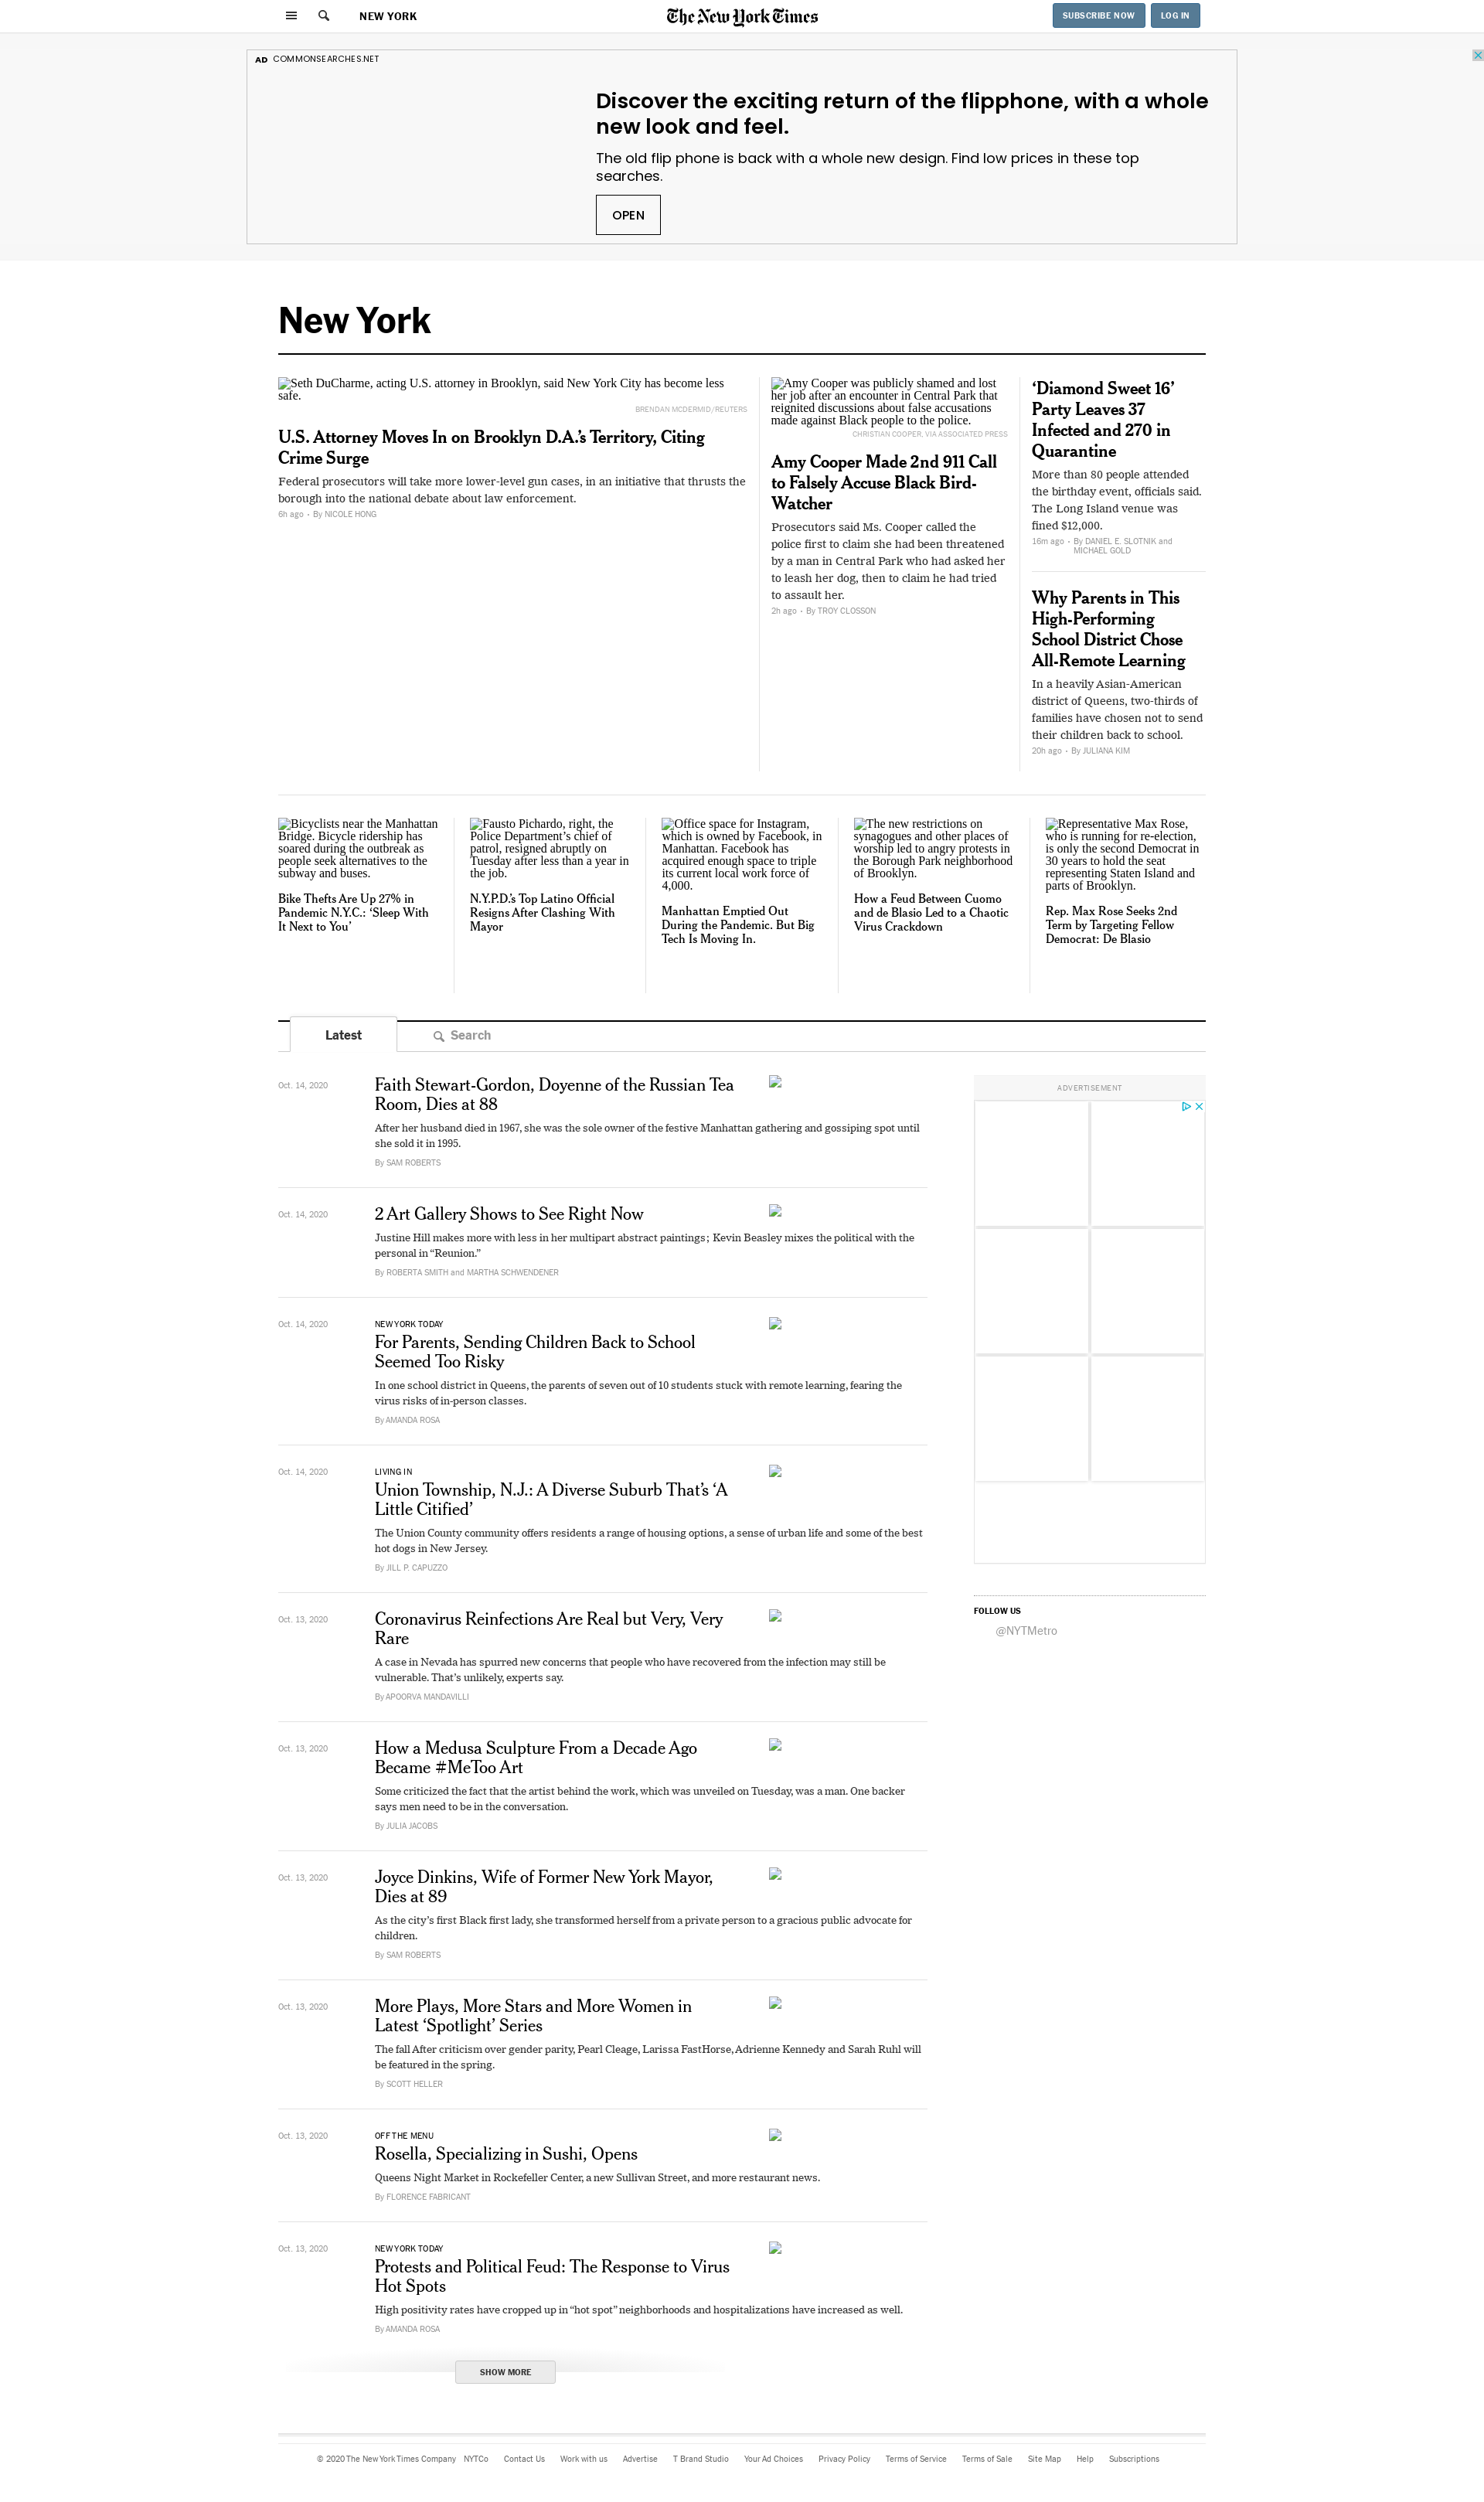 NEW YORK
The New York Times
SUBSCRIBE NOW
LOG IN
AD COMMONSEARCHES.NET
Discover the exciting return of the flipphone, with a whole
new look and feel.
The old flip phone is back with a whole new design. Find low prices in these top
searches.
OPEN
New York
Seth DuCharme, acting U.S. attorney in Brooklyn, said New York City has become less
safe.
BRENDAN MCDERMID/REUTERS
U.S. Attorney Moves In on Brooklyn D.A.’s Territory, Citing
Crime Surge
Federal prosecutors will take more lower-level gun cases, in an initiative that thrusts the
borough into the national debate about law enforcement.
6h ago • By NICOLE HONG
Amy Cooper was publicly shamed and lost
her job after an encounter in Central Park that
reignited discussions about false accusations
made against Black people to the police.
CHRISTIAN COOPER, VIA ASSOCIATED PRESS
Amy Cooper Made 2nd 911 Call
to Falsely Accuse Black Bird-
Watcher
Prosecutors said Ms. Cooper called the
police first to claim she had been threatened
by a man in Central Park who had asked her
to leash her dog, then to claim he had tried
to assault her.
2h ago • By TROY CLOSSON
‘Diamond Sweet 16’
Party Leaves 37
Infected and 270 in
Quarantine
More than 80 people attended
the birthday event, officials said.
The Long Island venue was
fined $12,000.
16m ago • By DANIEL E. SLOTNIK and
MICHAEL GOLD
Why Parents in This
High-Performing
School District Chose
All-Remote Learning
In a heavily Asian-American
district of Queens, two-thirds of
families have chosen not to send
their children back to school.
20h ago • By JULIANA KIM
Bicyclists near the Manhattan
Bridge. Bicycle ridership has
soared during the outbreak as
people seek alternatives to the
subway and buses.
Bike Thefts Are Up 27% in
Pandemic N.Y.C.: ‘Sleep With
It Next to You’
Fausto Pichardo, right, the
Police Department’s chief of
patrol, resigned abruptly on
Tuesday after less than a year in
the job.
N.Y.P.D.’s Top Latino Official
Resigns After Clashing With
Mayor
Office space for Instagram,
which is owned by Facebook, in
Manhattan. Facebook has
acquired enough space to triple
its current local work force of
4,000.
Manhattan Emptied Out
During the Pandemic. But Big
Tech Is Moving In.
The new restrictions on
synagogues and other places of
worship led to angry protests in
the Borough Park neighborhood
of Brooklyn.
How a Feud Between Cuomo
and de Blasio Led to a Chaotic
Virus Crackdown
Representative Max Rose,
who is running for re-election,
is only the second Democrat in
30 years to hold the seat
representing Staten Island and
parts of Brooklyn.
Rep. Max Rose Seeks 2nd
Term by Targeting Fellow
Democrat: De Blasio
Latest
Search
Oct. 14, 2020
Faith Stewart-Gordon, Doyenne of the Russian Tea
Room, Dies at 88
After her husband died in 1967, she was the sole owner of the festive Manhattan gathering and gossiping spot until
she sold it in 1995.
By SAM ROBERTS
Oct. 14, 2020
2 Art Gallery Shows to See Right Now
Justine Hill makes more with less in her multipart abstract paintings; Kevin Beasley mixes the political with the
personal in “Reunion.”
By ROBERTA SMITH and MARTHA SCHWENDENER
Oct. 14, 2020
NEW YORK TODAY
For Parents, Sending Children Back to School
Seemed Too Risky
In one school district in Queens, the parents of seven out of 10 students stuck with remote learning, fearing the
virus risks of in-person classes.
By AMANDA ROSA
Oct. 14, 2020
LIVING IN
Union Township, N.J.: A Diverse Suburb That’s ‘A
Little Citified’
The Union County community offers residents a range of housing options, a sense of urban life and some of the best
hot dogs in New Jersey.
By JILL P. CAPUZZO
Oct. 13, 2020
Coronavirus Reinfections Are Real but Very, Very
Rare
A case in Nevada has spurred new concerns that people who have recovered from the infection may still be
vulnerable. That’s unlikely, experts say.
By APOORVA MANDAVILLI
Oct. 13, 2020
How a Medusa Sculpture From a Decade Ago
Became #MeToo Art
Some criticized the fact that the artist behind the work, which was unveiled on Tuesday, was a man. One backer
says men need to be in the conversation.
By JULIA JACOBS
Oct. 13, 2020
Joyce Dinkins, Wife of Former New York Mayor,
Dies at 89
As the city’s first Black first lady, she transformed herself from a private person to a gracious public advocate for
children.
By SAM ROBERTS
Oct. 13, 2020
More Plays, More Stars and More Women in
Latest ‘Spotlight’ Series
The fall After criticism over gender parity, Pearl Cleage, Larissa FastHorse, Adrienne Kennedy and Sarah Ruhl will
be featured in the spring.
By SCOTT HELLER
Oct. 13, 2020
OFF THE MENU
Rosella, Specializing in Sushi, Opens
Queens Night Market in Rockefeller Center, a new Sullivan Street, and more restaurant news.
By FLORENCE FABRICANT
Oct. 13, 2020
NEW YORK TODAY
Protests and Political Feud: The Response to Virus
Hot Spots
High positivity rates have cropped up in “hot spot” neighborhoods and hospitalizations have increased as well.
By AMANDA ROSA
SHOW MORE
ADVERTISEMENT
FOLLOW US
@NYTMetro
© 2020 The New York Times Company NYTCo Contact Us Work with us Advertise T Brand Studio Your Ad Choices Privacy Policy Terms of Service Terms of Sale Site Map Help Subscriptions